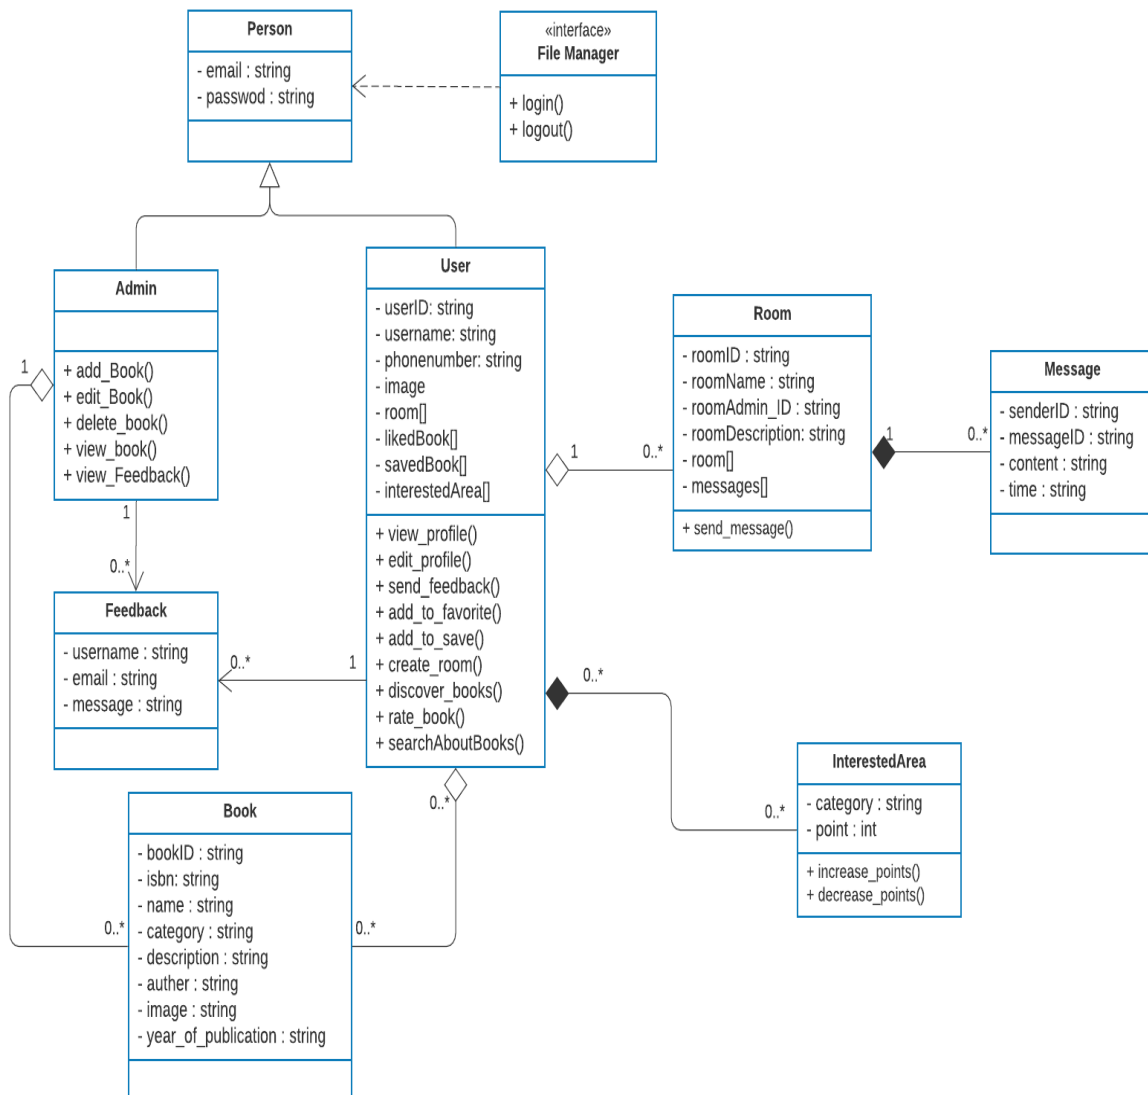 Person
- email : string
- passwod : string
«interface»
File Manager
+ login()
+ logout()
Admin
+ add_Book()
+ edit_Book()
+ delete_book()
+ view_book()
+ view_Feedback()
User
- userID: string
- username: string
- phonenumber: string
- image
- room[]
- likedBook[]
- savedBook[]
- interestedArea[]
+ view_profile()
+ edit_profile()
+ send_feedback()
+ add_to_favorite()
+ add_to_save()
+ create_room()
+ discover_books()
+ rate_book()
+ searchAboutBooks()
Room
- roomID : string
- roomName : string
- roomAdmin_ID : string
- roomDescription: string
- room[]
- messages[]
+ send_message()
Message
- senderID : string
- messageID : string
- content : string
- time : string
1
1
0..*
1
0..*
1
0..*
Feedback
- username : string
- email : string
- message : string
0..*
1
0..*
0..*
InterestedArea
- category : string
- point : int
+ increase_points()
+ decrease_points()
0..*
0..*
0..*
Book
- bookID : string
- isbn: string
- name : string
- category : string
- description : string
- auther : string
- image : string
- year_of_publication : string